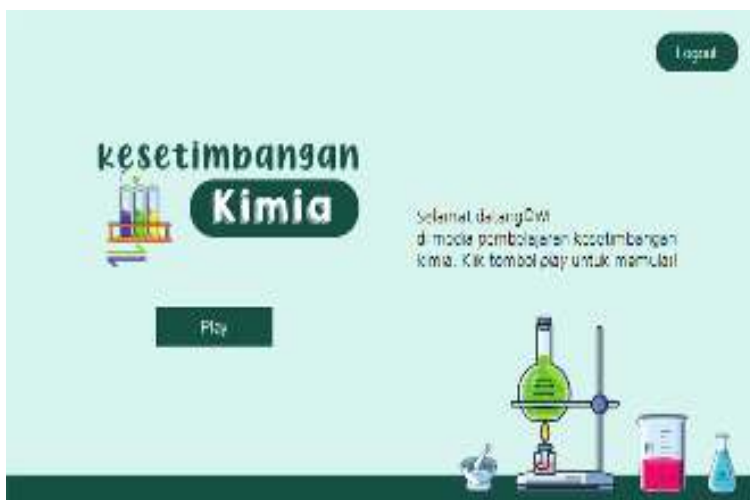 Logout
kesetimbangan
Kimia
Selamat datang
di media pembelajaran kesetimbangan
kimia. Klik tombol play untuk memulai!
Play